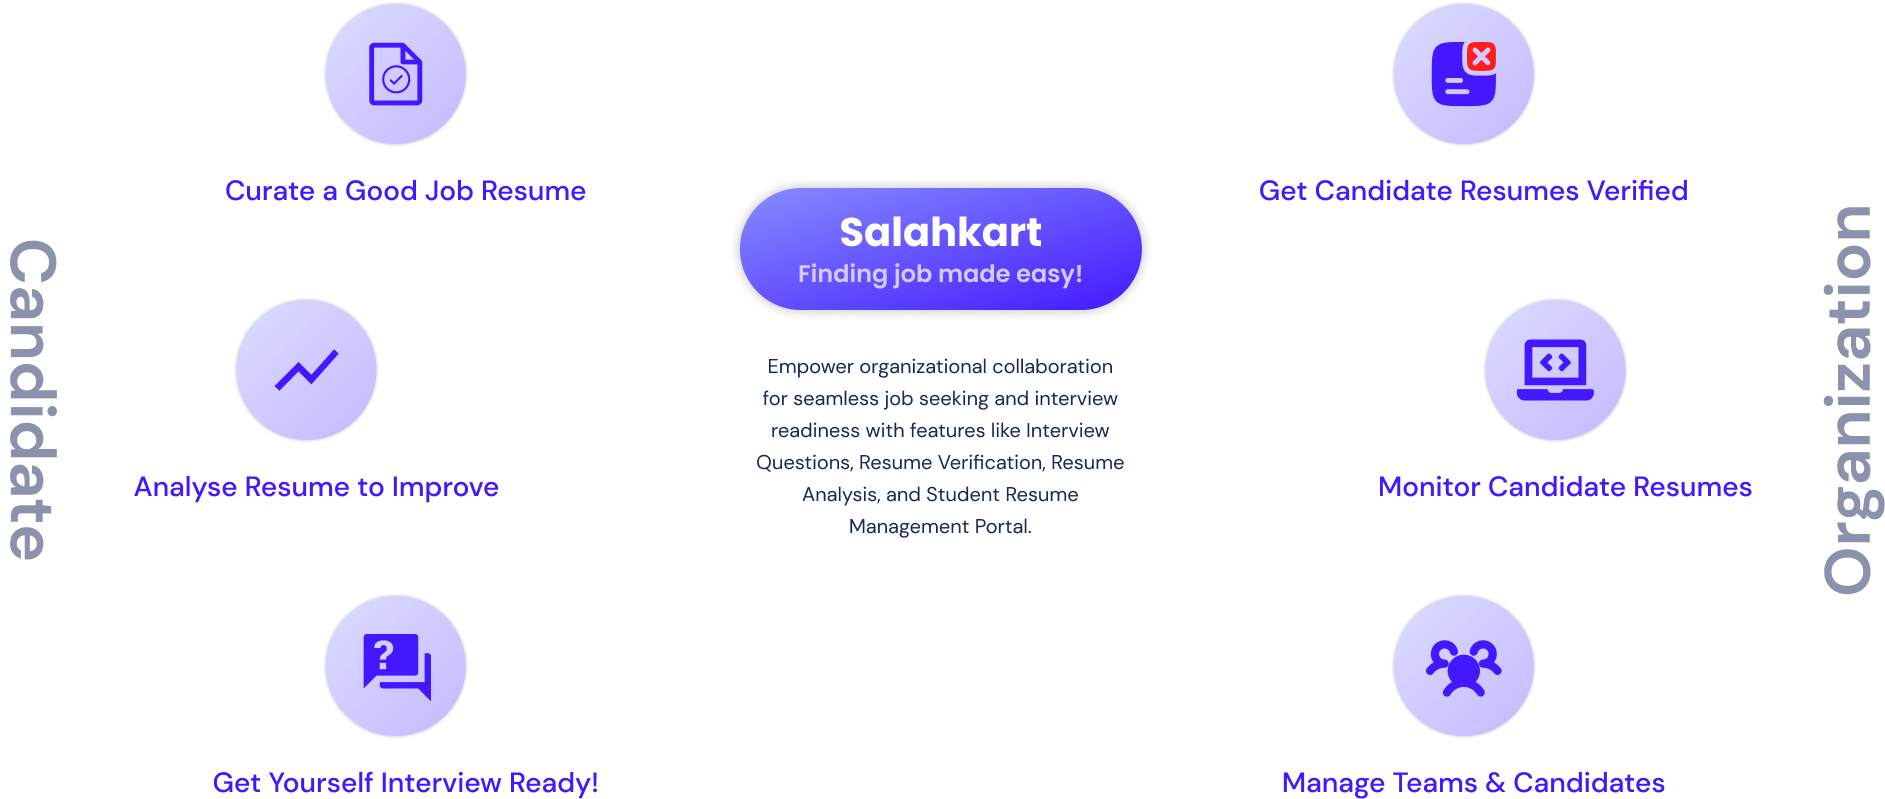 Candidate
Curate a Good Job Resume
Analyse Resume to Improve
?
Get Yourself Interview Ready!
Salahkart
Finding job made easy!
Empower organizational collaboration
for seamless job seeking and interview
readiness with features like Interview
Questions, Resume Verification, Resume
Analysis, and Student Resume
Management Portal.
Get Candidate Resumes Verified
Monitor Candidate Resumes
Manage Teams & Candidates
Organization